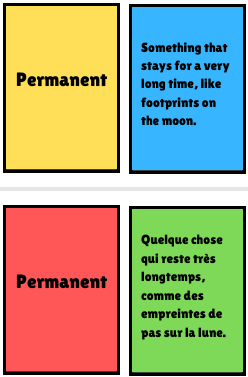 Permanent
Something that
stays for a very
long time, like
footprints on
the moon.
Permanent
Quelque chose
qui reste très
longtemps,
comme des
empreintes de
pas sur la lune.